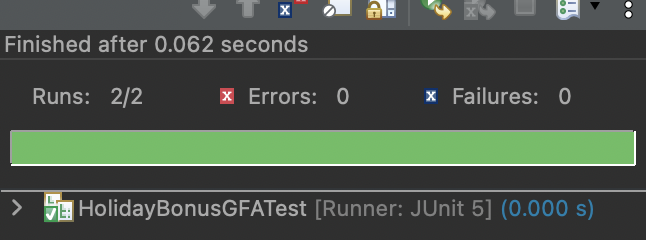 Finished after 0.062 seconds
Runs: 2/2 Errors: 0 Failures: 0
HolidayBonusGFATest [Runner: JUnit 5] (0.000 s)